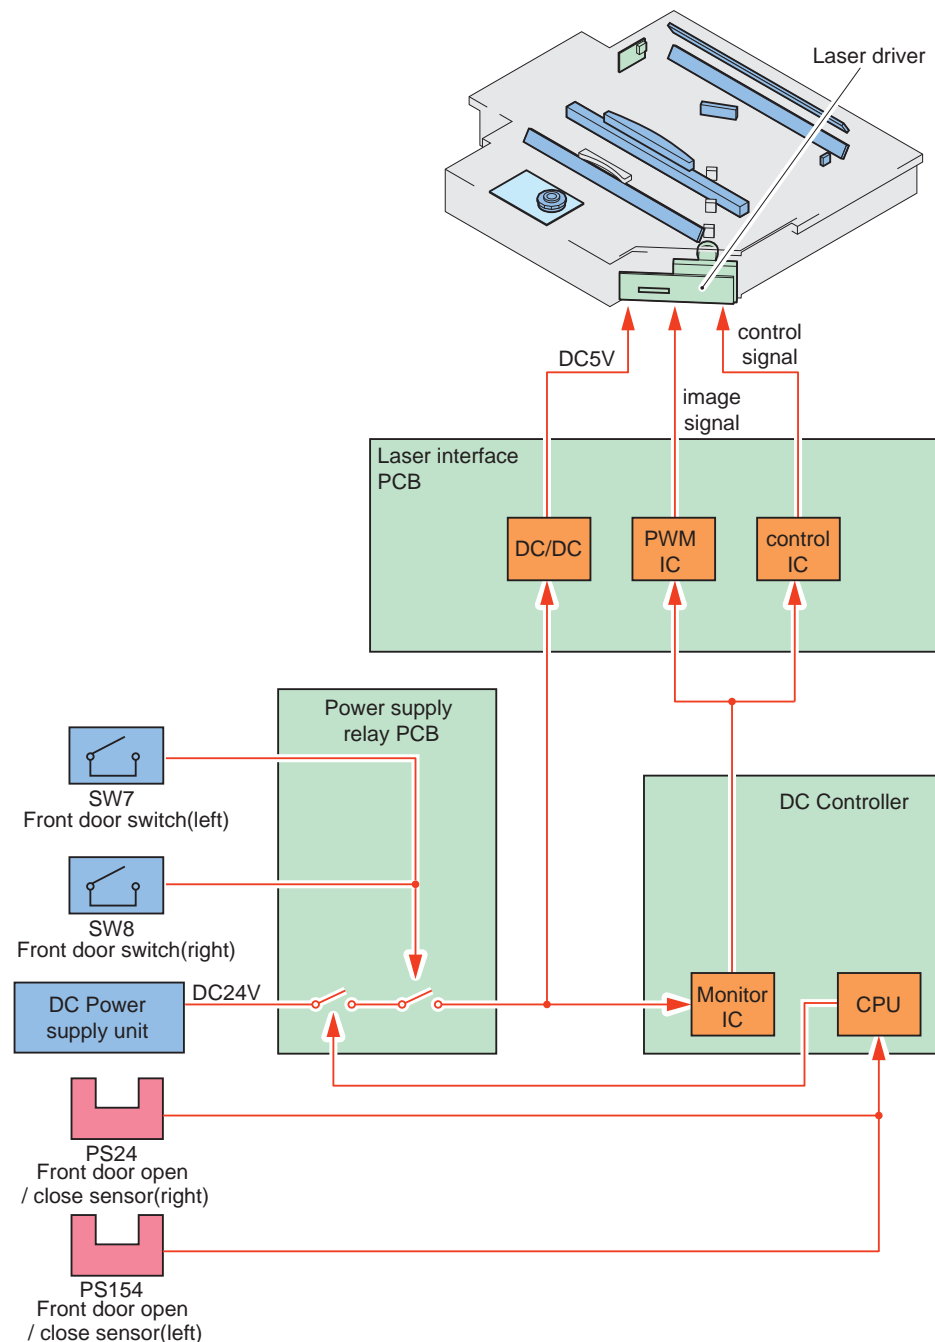 Laser driver
control
signal
DC5V
image
signal
Laser interface
PCB
DC/DC
PWM
IC
control
IC
Power supply
relay PCB
SW7
Front door switch(left)
DC Controller
SW8
Front door switch(right)
DC24V
DC Power
supply unit
Monitor
IC
CPU
PS24
Front door open
/ close sensor(right)
PS154
Front door open
/ close sensor(left)